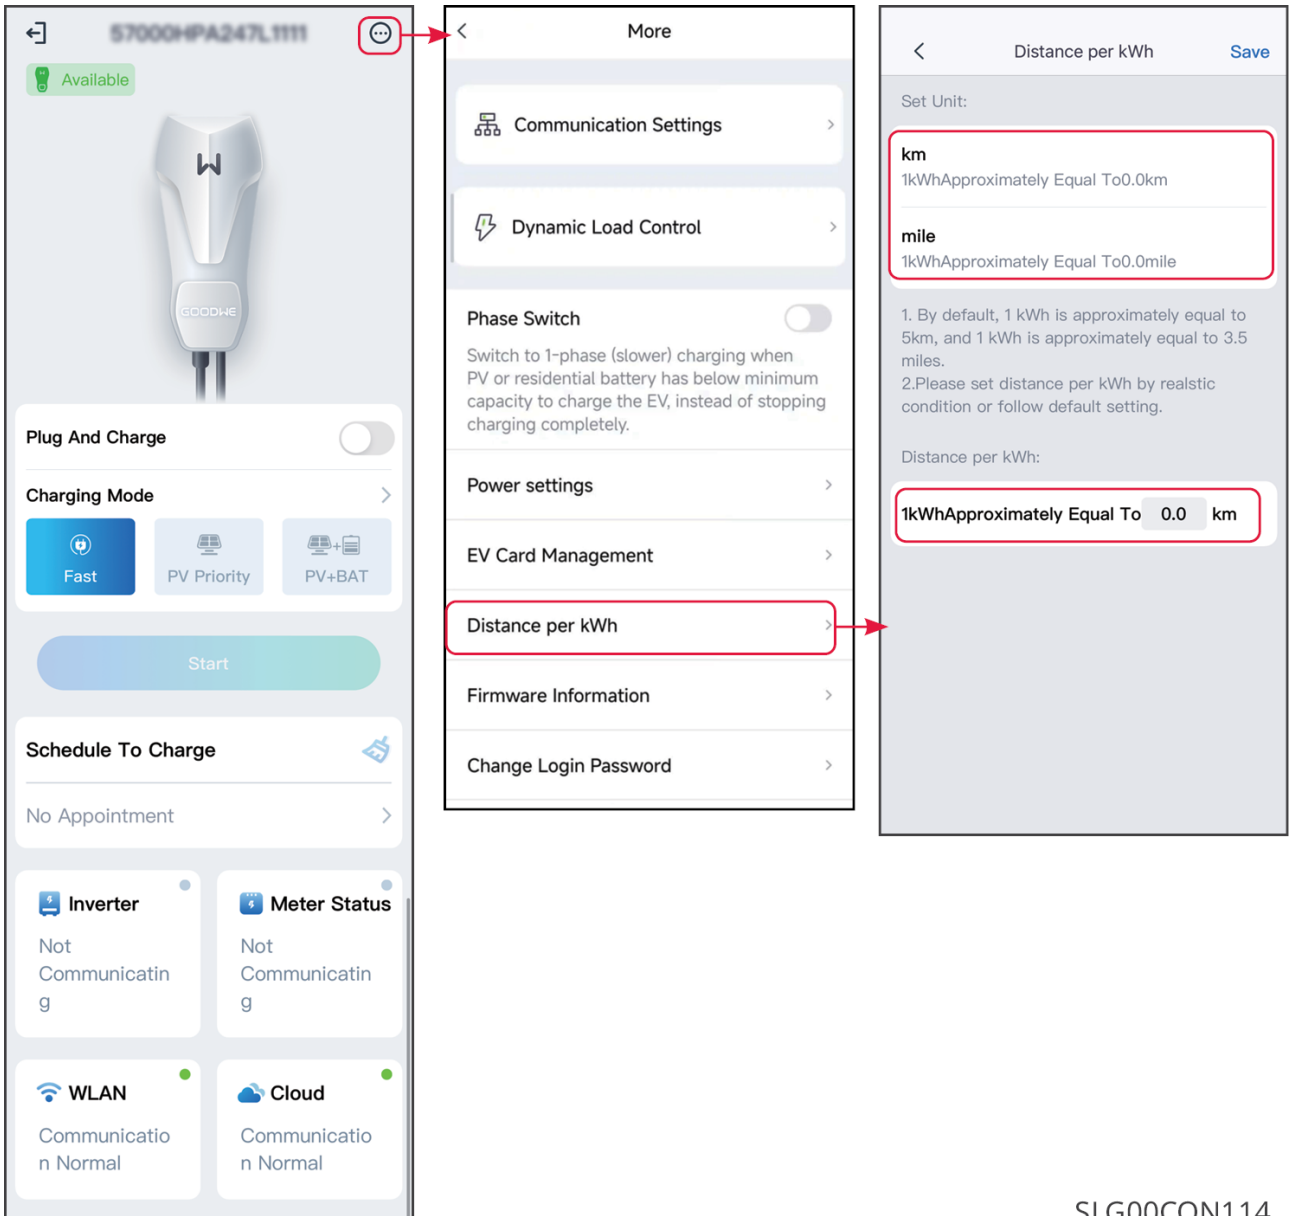 57000HPA247L1111
Available
GOODWE
Plug And Charge
Charging Mode
Fast
PV Priority
PV+BAT
Start
Schedule To Charge
No Appointment
Inverter
Not
Communicatin
g
Meter Status
Not
Communicatin
g
WLAN
Communicatio
n Normal
Cloud
Communicatio
n Normal
More
Communication Settings
Dynamic Load Control
Phase Switch
Switch to 1-phase (slower) charging when
PV or residential battery has below minimum
capacity to charge the EV, instead of stopping
charging completely.
Power settings
EV Card Management
Distance per kWh
Firmware Information
Change Login Password
Distance per kWh
Save
Set Unit:
km
1kWhApproximately Equal To0.0km
mile
1kWhApproximately Equal To0.0mile
1. By default, 1 kWh is approximately equal to
5km, and 1 kWh is approximately equal to 3.5
miles.
2.Please set distance per kWh by realstic
condition or follow default setting.
Distance per kWh:
1kWhApproximately Equal To 0.0 km
SLG00CON114